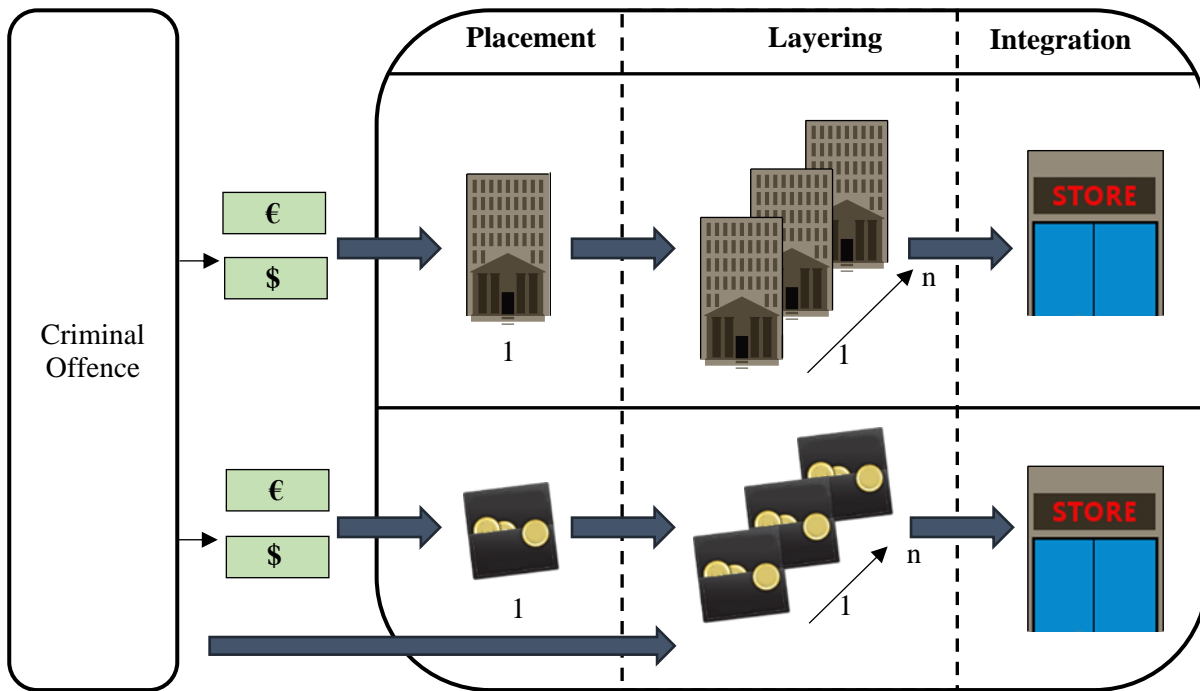 Placement
Layering
Integration
€
$
STORE
n
1
1
Criminal
Offence
€
$
STORE
n
1
1